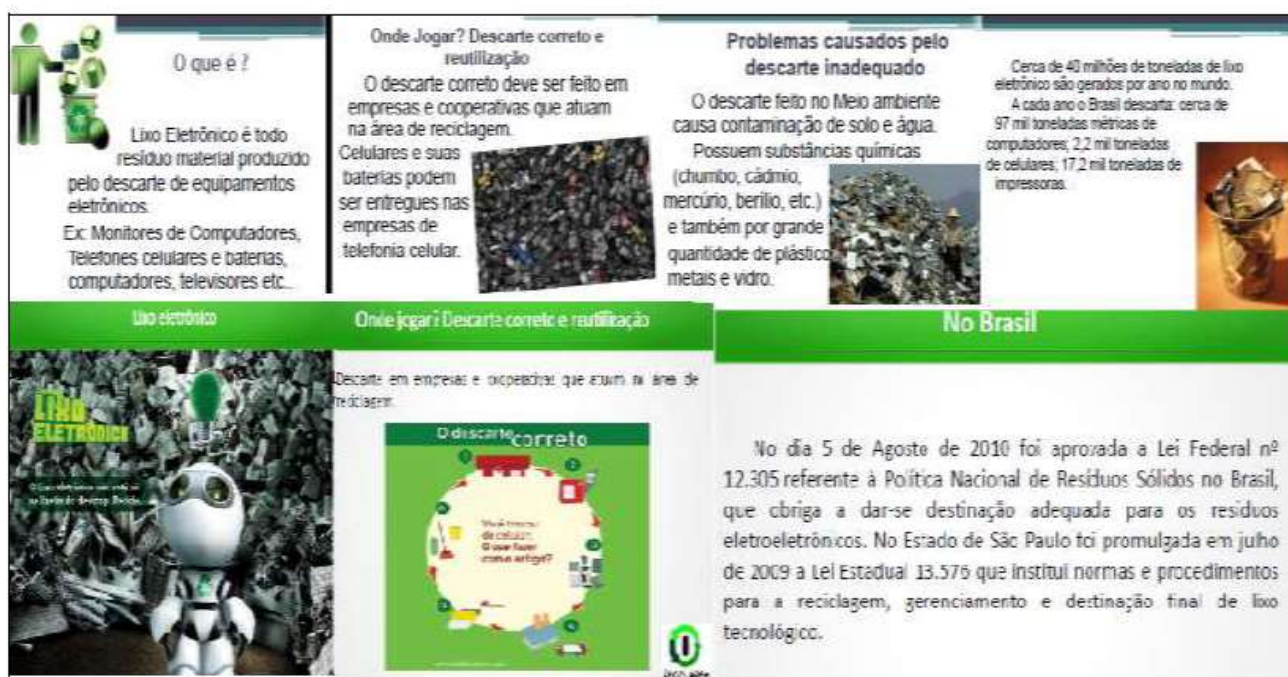 O que é ?
Lixo Eletrônico é todo
resíduo material produzido
pelo descarte de equipamentos
eletrônicos.
Ex: Monitores de Computadores,
Telefones celulares e baterias,
computadores, televisores etc..
Onde Jogar? Descarte correto e
reutilização
O descarte correto deve ser feito em
empresas e cooperativas que atuam
na área de reciclagem.
Celulares e suas
baterias podem
ser entregues nas
empresas de
telefonia celular.
Problemas causados pelo
descarte inadequado
O descarte feito no Meio ambiente
causa contaminação de solo e água.
Possuem substâncias químicas
(chumbo, cádmio,
mercúrio, berílio, etc.)
e também por grande
quantidade de plástico,
metais e vidro.
Cerca de 40 milhões de toneladas de lixo
eletrônico são gerados por ano no mundo.
A cada ano o Brasil descarta: cerca de
97 mil toneladas métricas de
computadores; 2,2 mil toneladas
de celulares; 17,2 mil toneladas de
impressoras.
Lixo eletrônico
LIXO
ELETRÔNICO
Onde jogar? Descarte correto e reutilização
Descarte em empresas e cooperativas que atuam na área de
reciclagem.
O descarte correto
Você trocou
de celular.
O que fazer
com o antigo?
No Brasil
No dia 5 de Agosto de 2010 foi aprovada a Lei Federal nº
12.305 referente à Política Nacional de Resíduos Sólidos no Brasil,
que obriga a dar-se destinação adequada para os resíduos
eletroeletrônicos. No Estado de São Paulo foi promulgada em julho
de 2009 a Lei Estadual 13.576 que institui normas e procedimentos
para a reciclagem, gerenciamento e destinação final de lixo
tecnológico.